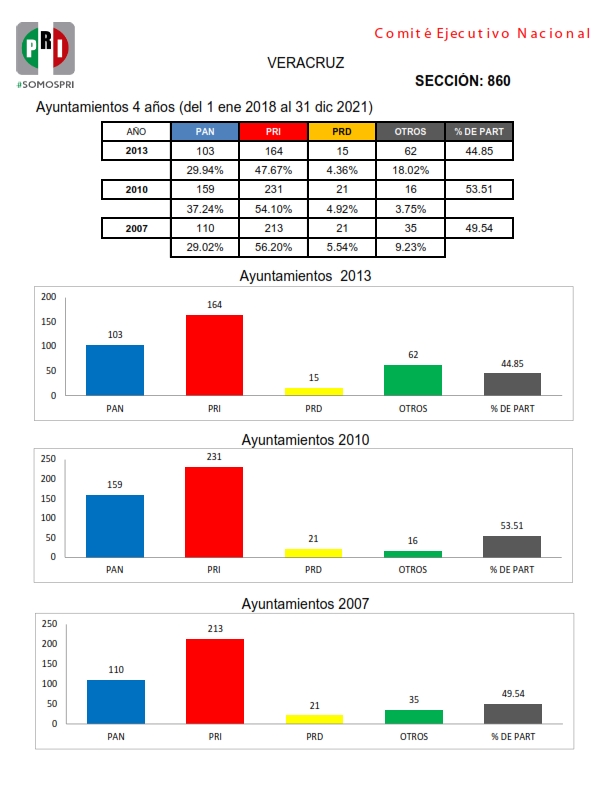 Comité Ejecutivo Nacional
PRI
#SOMOSPRI
VERACRUZ
SECCIÓN: 860
Ayuntamientos 4 años (del 1 ene 2018 al 31 dic 2021)
AÑO PAN PRI PRD OTROS % DE PART
2013 103 164 15 62 44.85
29.94% 47.67% 4.36% 18.02%
2010 159 231 21 16 53.51
37.24% 54.10% 4.92% 3.75%
2007 110 213 21 35 49.54
29.02% 56.20% 5.54% 9.23%
Ayuntamientos 2013
200
150
100
50
0
103 164 15 62 44.85
PAN PRI PRD OTROS % DE PART
Ayuntamientos 2010
250
200
150
100
50
0
159 231 21 16 53.51
PAN PRI PRD OTROS % DE PART
Ayuntamientos 2007
250
200
150
100
50
0
110 213 21 35 49.54
PAN PRI PRD OTROS % DE PART